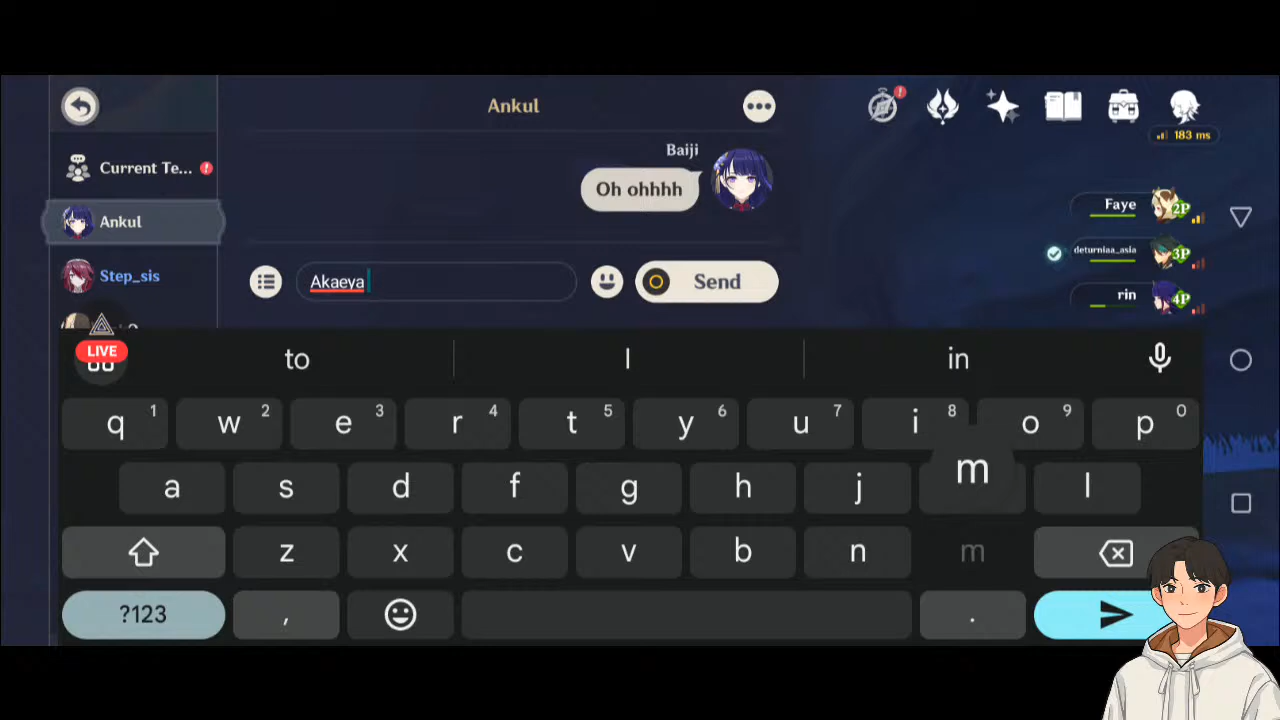 Ankul
183 ms
Baiji
Current Te...
Oh ohhhh
Faye
2P
Ankul
deturniaa_asia
3P
Step_sis
Akaeya
Send
rin
4P
LIVE
to
I
in
q 1 w 2 e 3 r 4 t 5 y 6 u 7 i 8 o 9 p 0
a s d f g h j m l
z x c v b n m
?123 , .